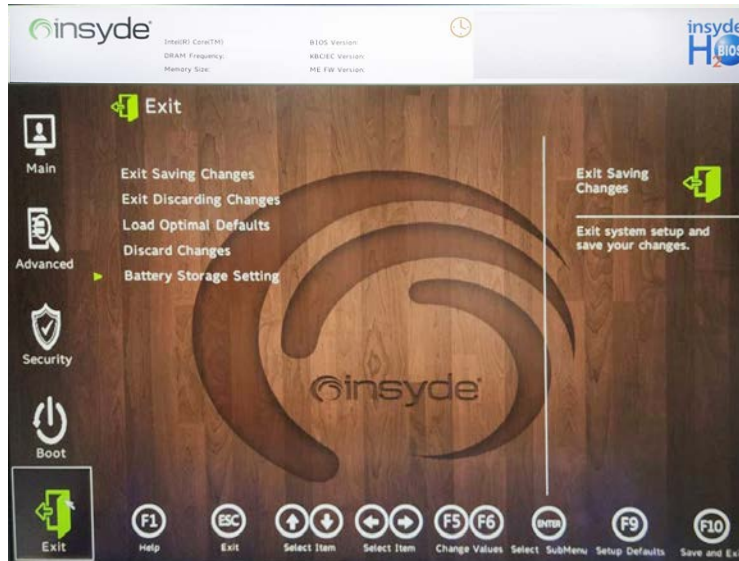 insyde
Intel(R) Core(TM)
DRAM Frequency:
Memory Size:
BIOS Version:
KBC/EC Version:
ME FW Version:
insyde
H2O BIOS
Exit
Main
Advanced
Security
Boot
Exit
Exit Saving Changes
Exit Discarding Changes
Load Optimal Defaults
Discard Changes
Battery Storage Setting
Exit Saving
Changes
Exit system setup and
save your changes.
insyde
F1
Help
ESC
Exit
Select Item
Select Item
F5 F6
Change Values
ENTER
Select SubMenu
F9
Setup Defaults
F10
Save and Exi